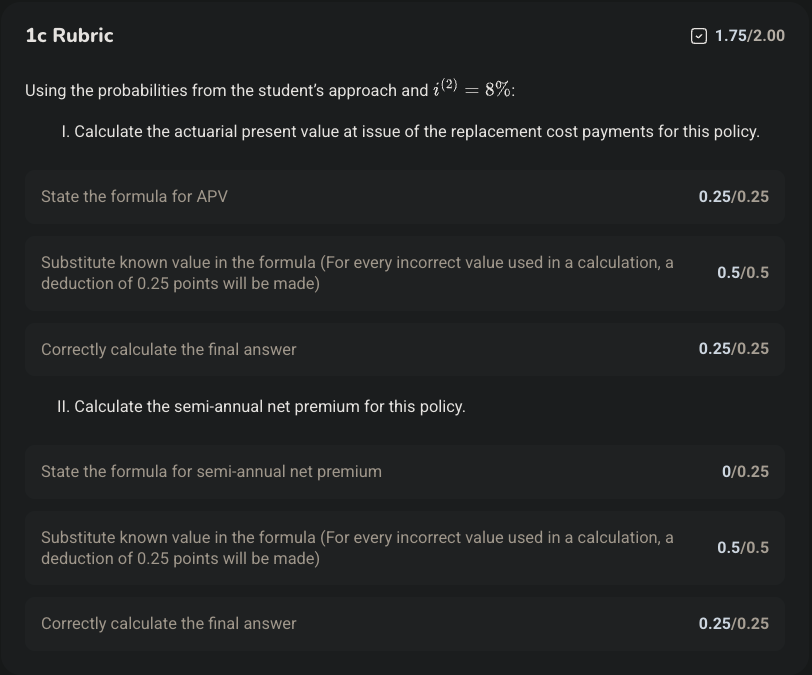 1c Rubric
1.75/2.00
Using the probabilities from the student's approach and i^(2) = 8%:
I. Calculate the actuarial present value at issue of the replacement cost payments for this policy.
State the formula for APV
0.25/0.25
Substitute known value in the formula (For every incorrect value used in a calculation, a
deduction of 0.25 points will be made)
0.5/0.5
Correctly calculate the final answer
0.25/0.25
II. Calculate the semi-annual net premium for this policy.
State the formula for semi-annual net premium
0/0.25
Substitute known value in the formula (For every incorrect value used in a calculation, a
deduction of 0.25 points will be made)
0.5/0.5
Correctly calculate the final answer
0.25/0.25